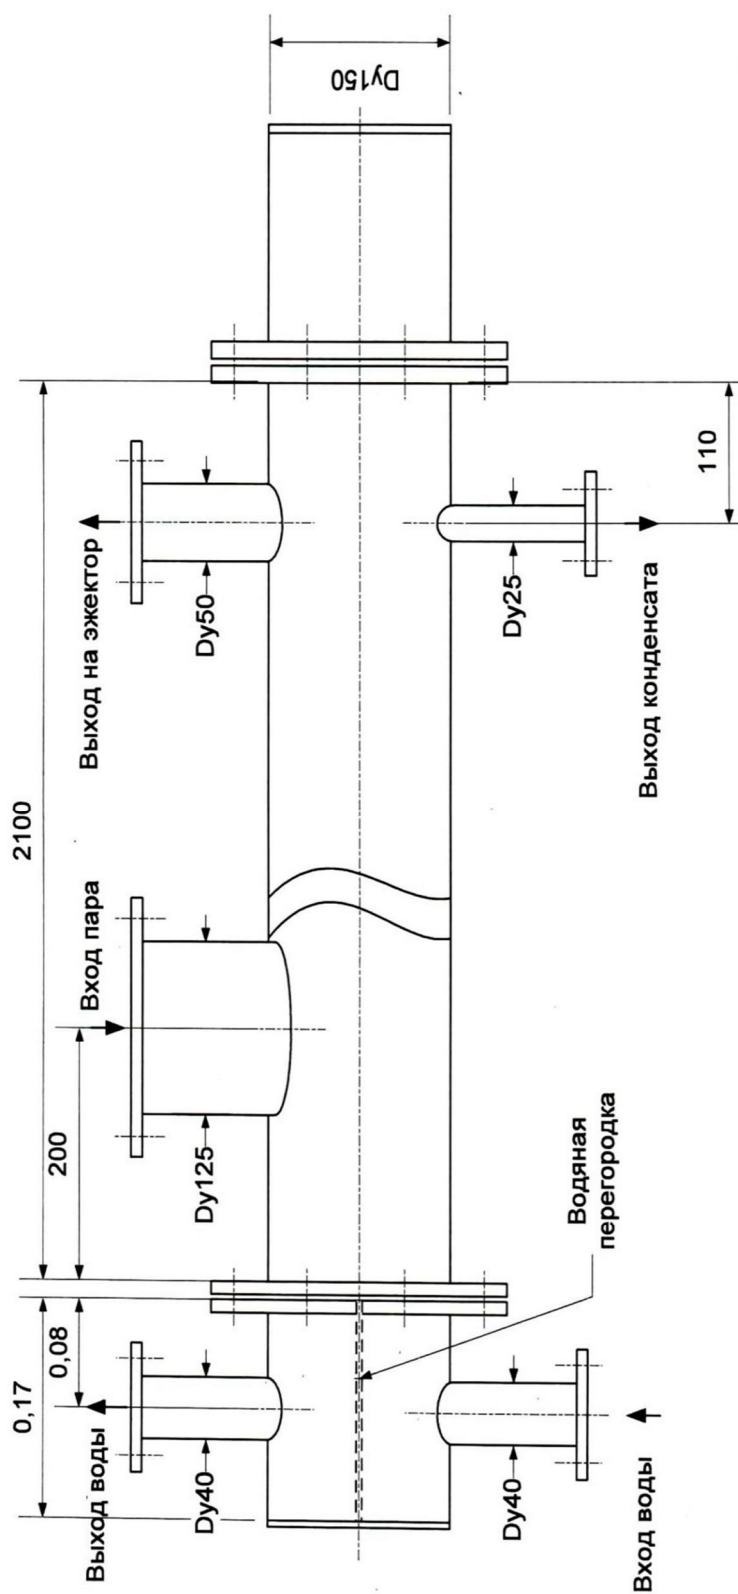 2100
0,17
0,08
200
Выход воды
Вход пара
Выход на эжектор
Dy40
Dy125
Dy50
Dy150
Dy40
Dy25
Вход воды
Водяная
перегородка
Выход конденсата
110